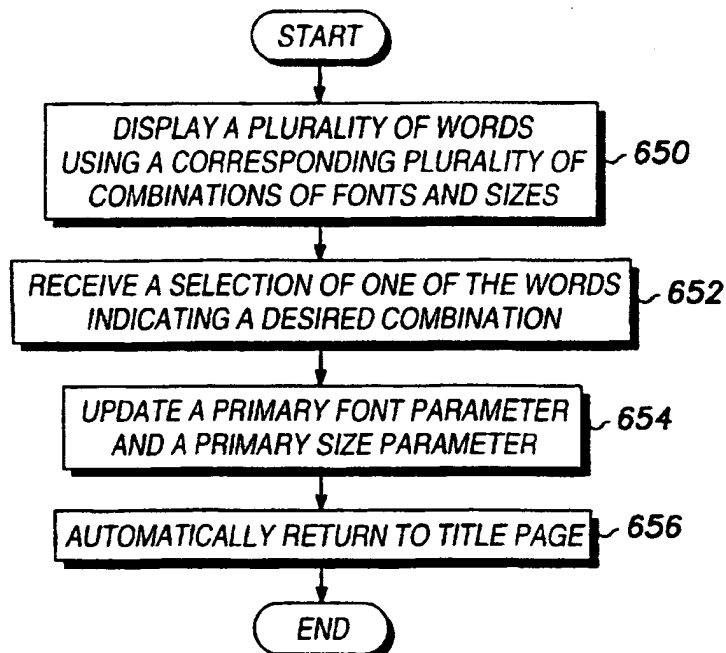 START
DISPLAY A PLURALITY OF WORDS
USING A CORRESPONDING PLURALITY OF
COMBINATIONS OF FONTS AND SIZES
650
RECEIVE A SELECTION OF ONE OF THE WORDS
INDICATING A DESIRED COMBINATION
652
UPDATE A PRIMARY FONT PARAMETER
AND A PRIMARY SIZE PARAMETER
654
AUTOMATICALLY RETURN TO TITLE PAGE
656
END